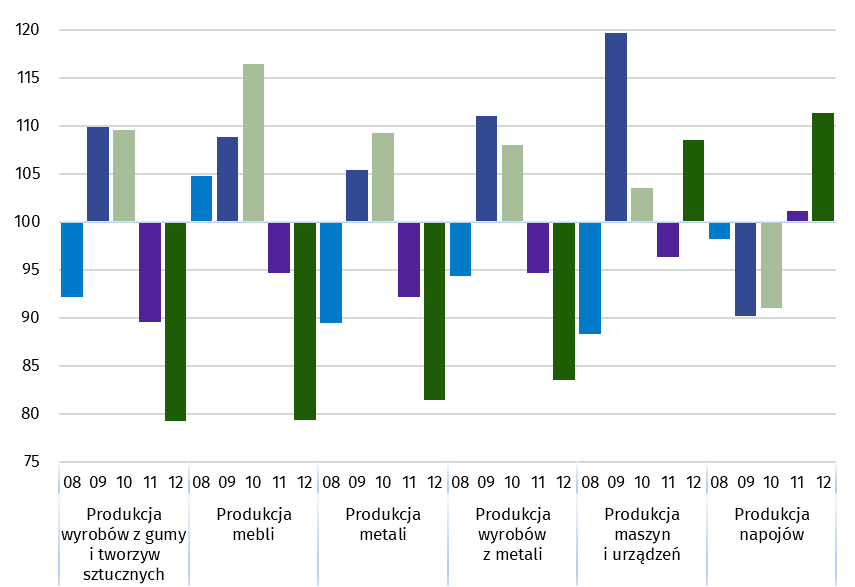 120
115
110
105
100
95
90
85
80
75
08 09 10 11 12 08 09 10 11 12 08 09 10 11 12 08 09 10 11 12 08 09 10 11 12 08 09 10 11 12
Produkcja
wyrobów z gumy
i tworzyw
sztucznych
Produkcja
mebli
Produkcja
metali
Produkcja
wyrobów
z metali
Produkcja
maszyn
i urządzeń
Produkcja
napojów